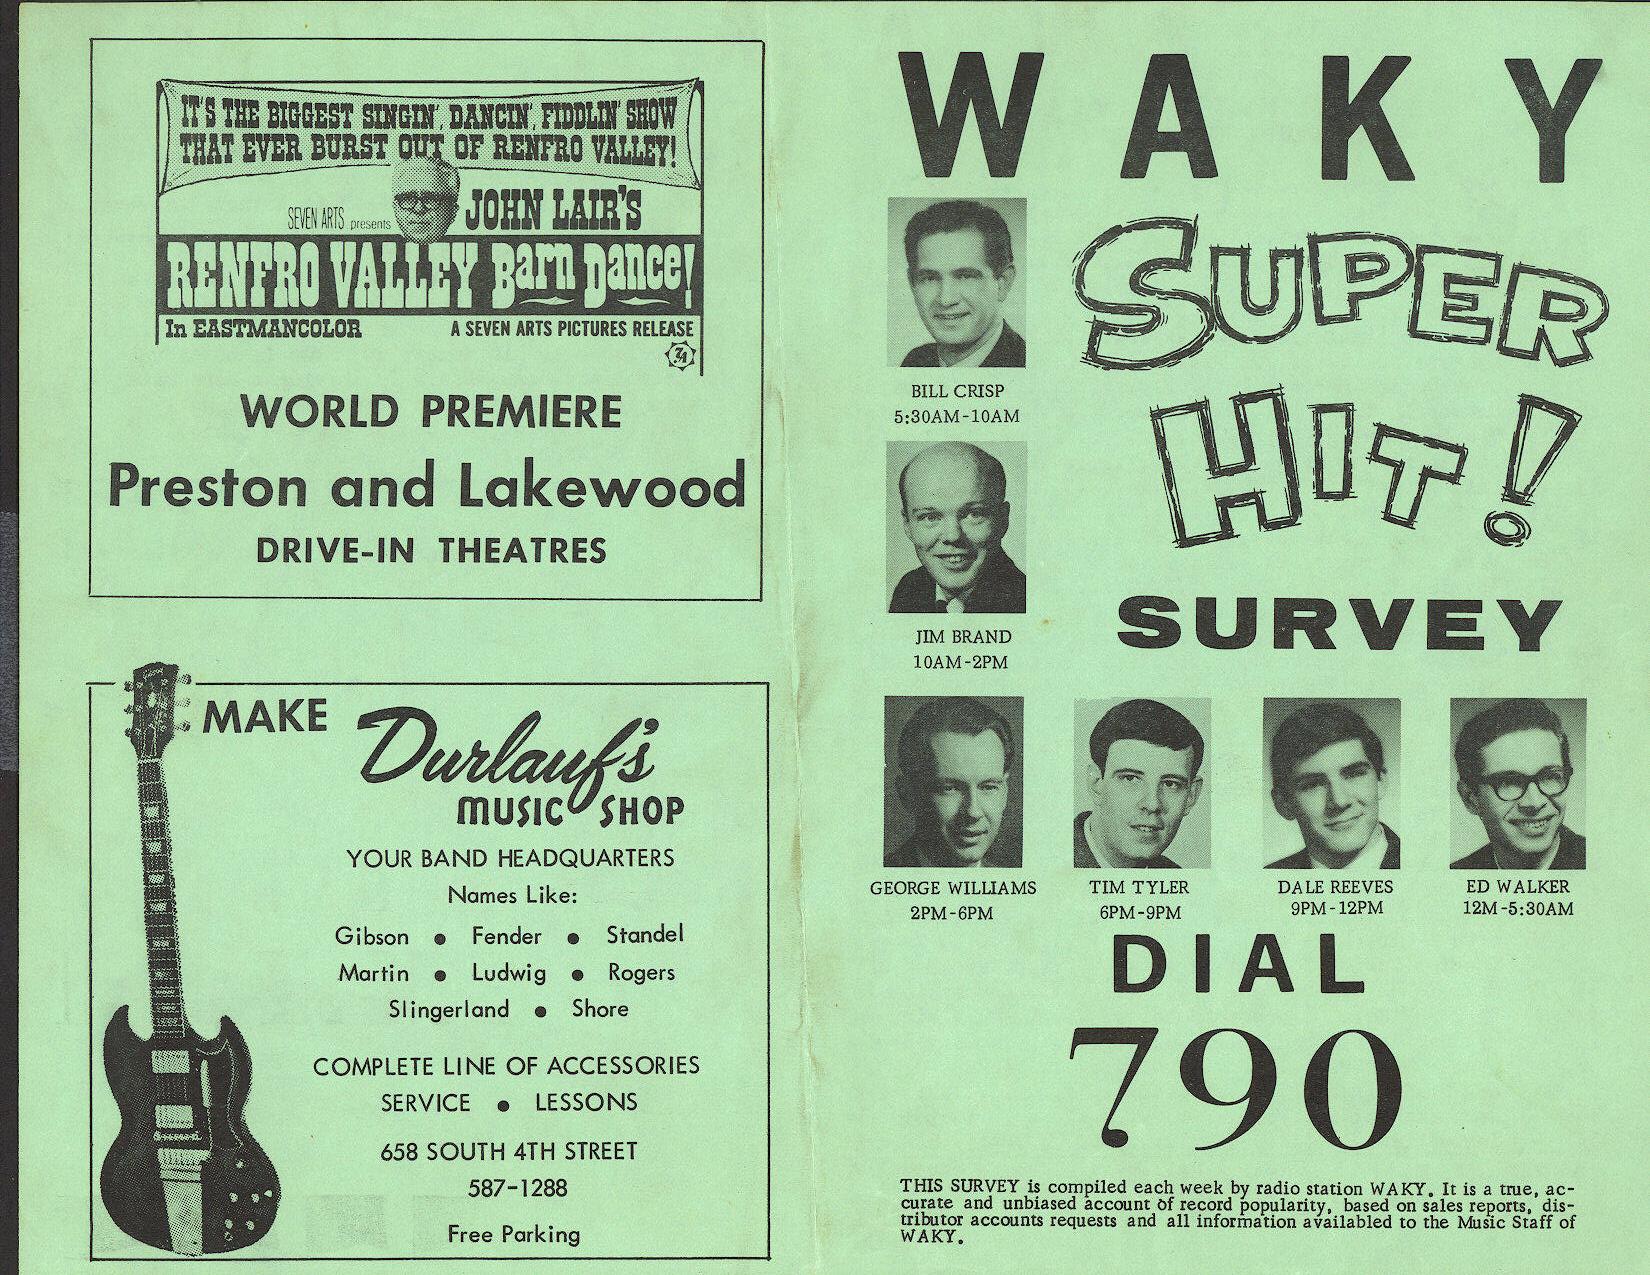 IT'S THE BIGGEST SINGIN', DANCIN', FIDDLIN' SHOW
THAT EVER BURST OUT OF RENFRO VALLEY!
SEVEN ARTS presents
JOHN LAIR'S
RENFRO VALLEY Barn Dance!
In EASTMANCOLOR
A SEVEN ARTS PICTURES RELEASE
7A
WORLD PREMIERE
Preston and Lakewood
DRIVE-IN THEATRES
MAKE
Durlauf's
MUSIC SHOP
YOUR BAND HEADQUARTERS
Names Like:
Gibson ● Fender ● Standel
Martin ● Ludwig ● Rogers
Slingerland ● Shore
COMPLETE LINE OF ACCESSORIES
SERVICE ● LESSONS
658 SOUTH 4TH STREET
587-1288
Free Parking
WAKY
SUPER
HIT!
SURVEY
BILL CRISP
5:30AM-10AM
JIM BRAND
10AM-2PM
GEORGE WILLIAMS
2PM-6PM
TIM TYLER
6PM-9PM
DALE REEVES
9PM-12PM
ED WALKER
12M-5:30AM
DIAL
790
THIS SURVEY is compiled each week by radio station WAKY. It is a true, ac-
curate and unbiased account of record popularity, based on sales reports, dis-
tributor accounts requests and all information availabled to the Music Staff of
WAKY.